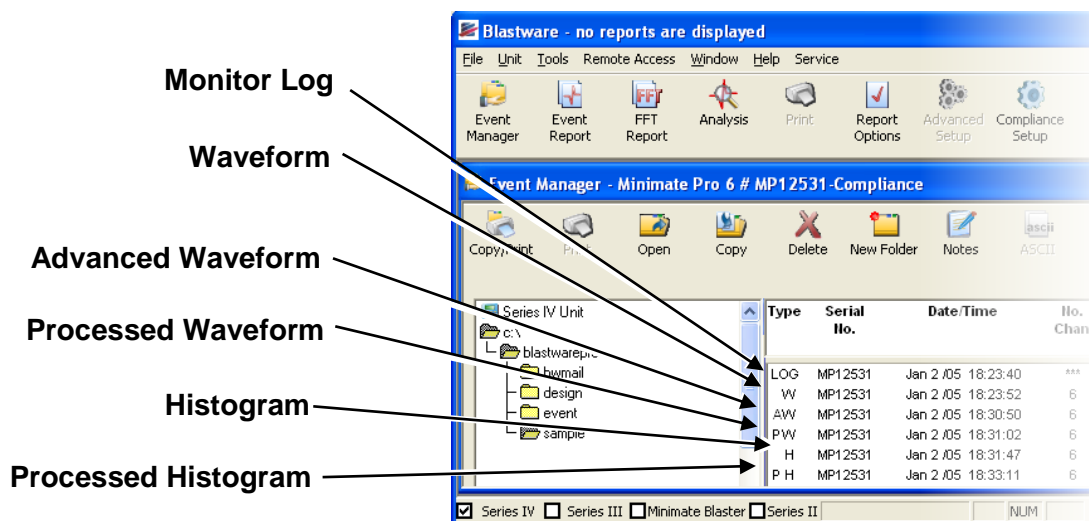 Blastware - no reports are displayed
File Unit Tools Remote Access Window Help Service
Event Manager Event Report FFT Report Analysis Print Report Options Advanced Setup Compliance Setup
Event Manager - Minimate Pro 6 # MP12531-Compliance
Copy/Print Print Open Copy Delete New Folder Notes ASCII
Series IV Unit
c:\
blastwarepro
bwmail
design
event
sample
Type Serial No. Date/Time No. Chan
LOG MP12531 Jan 2 /05 18:23:40 ***
W MP12531 Jan 2 /05 18:23:52 6
AW MP12531 Jan 2 /05 18:30:50 6
PW MP12531 Jan 2 /05 18:31:02 6
H MP12531 Jan 2 /05 18:31:47 6
P H MP12531 Jan 2 /05 18:33:11 6
Series IV Series III Minimate Blaster Series II NUM
Monitor Log
Waveform
Advanced Waveform
Processed Waveform
Histogram
Processed Histogram